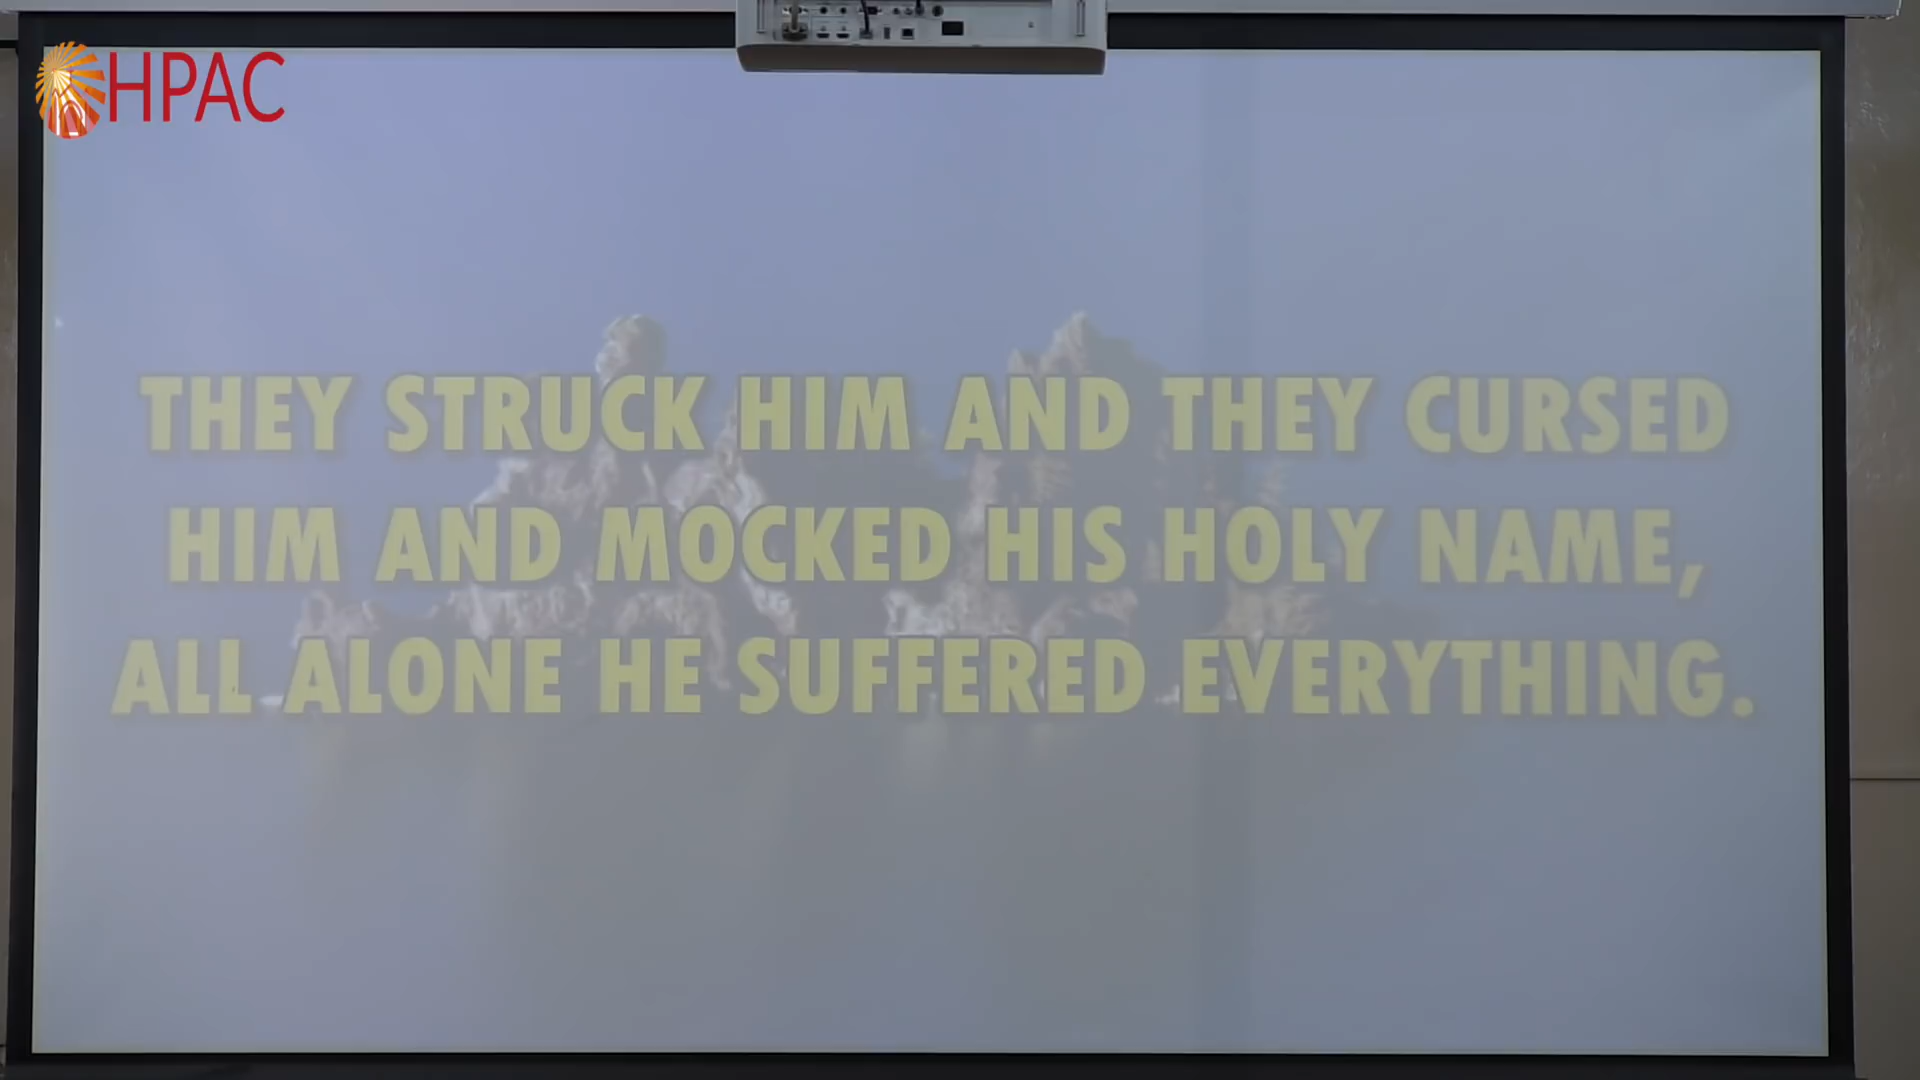 HPAC
THEY STRUCK HIM AND THEY CURSED
HIM AND MOCKED HIS HOLY NAME,
ALL ALONE HE SUFFERED EVERYTHING.